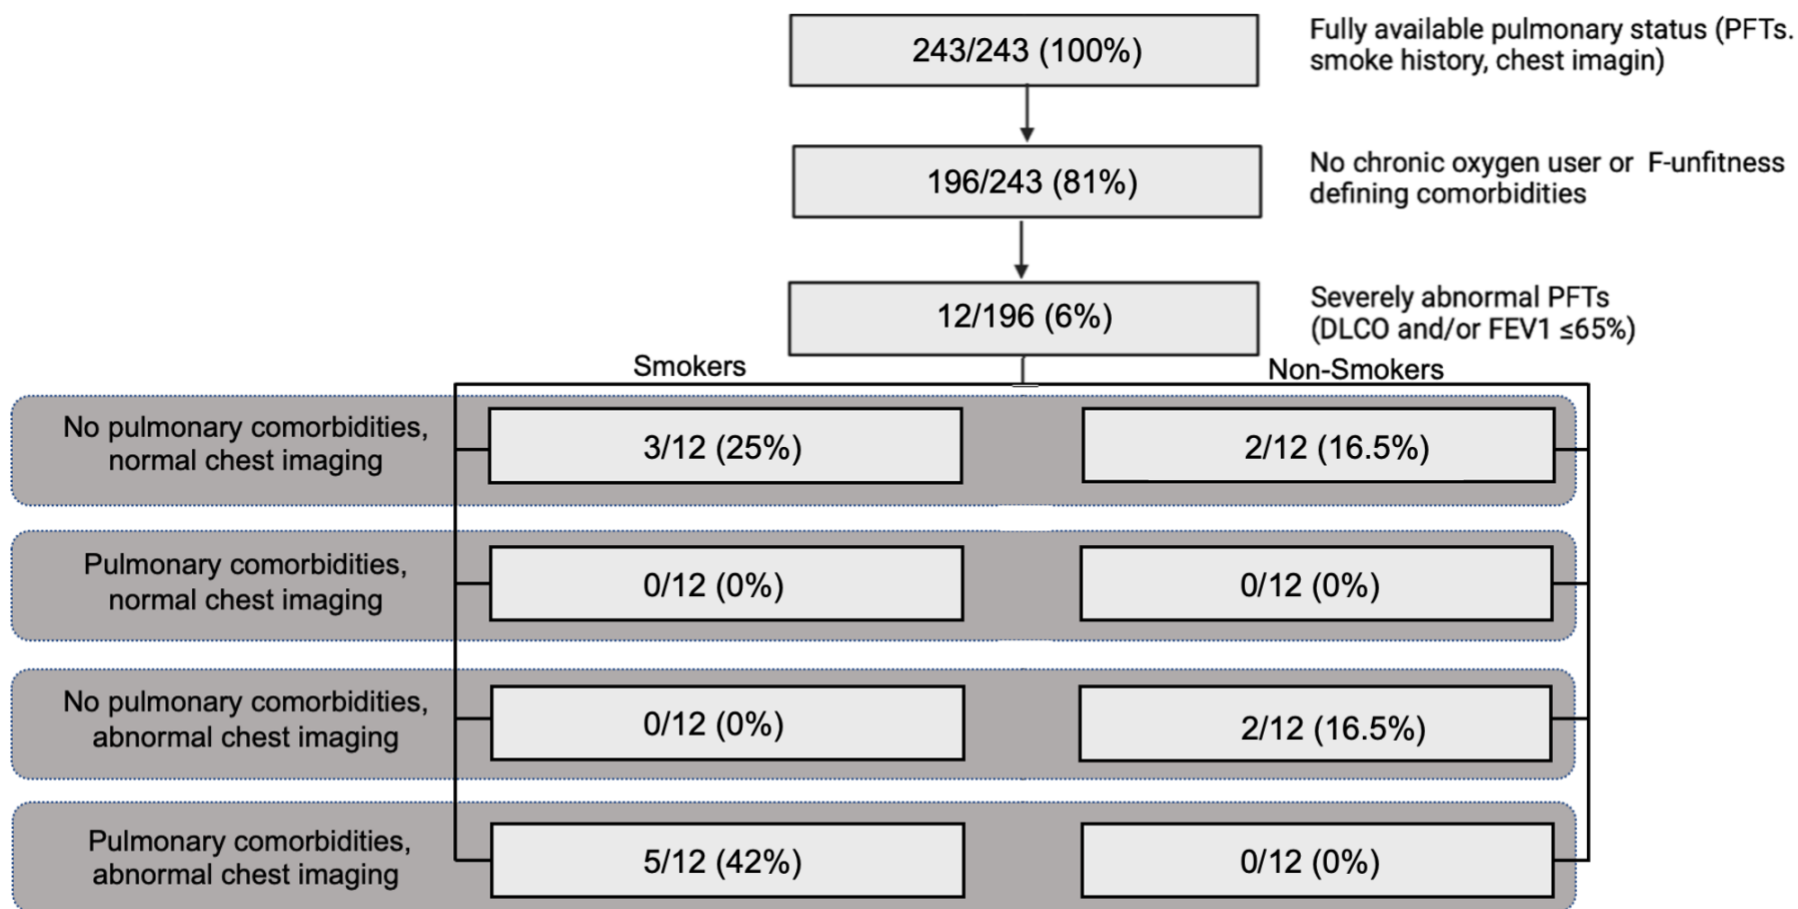 243/243 (100%)
Fully available pulmonary status (PFTs.
smoke history, chest imagin)
196/243 (81%)
No chronic oxygen user or F-unfitness
defining comorbidities
12/196 (6%)
Severely abnormal PFTs
(DLCO and/or FEV1 ≤65%)
Smokers
Non-Smokers
No pulmonary comorbidities,
normal chest imaging
3/12 (25%)
2/12 (16.5%)
Pulmonary comorbidities,
normal chest imaging
0/12 (0%)
0/12 (0%)
No pulmonary comorbidities,
abnormal chest imaging
0/12 (0%)
2/12 (16.5%)
Pulmonary comorbidities,
abnormal chest imaging
5/12 (42%)
0/12 (0%)